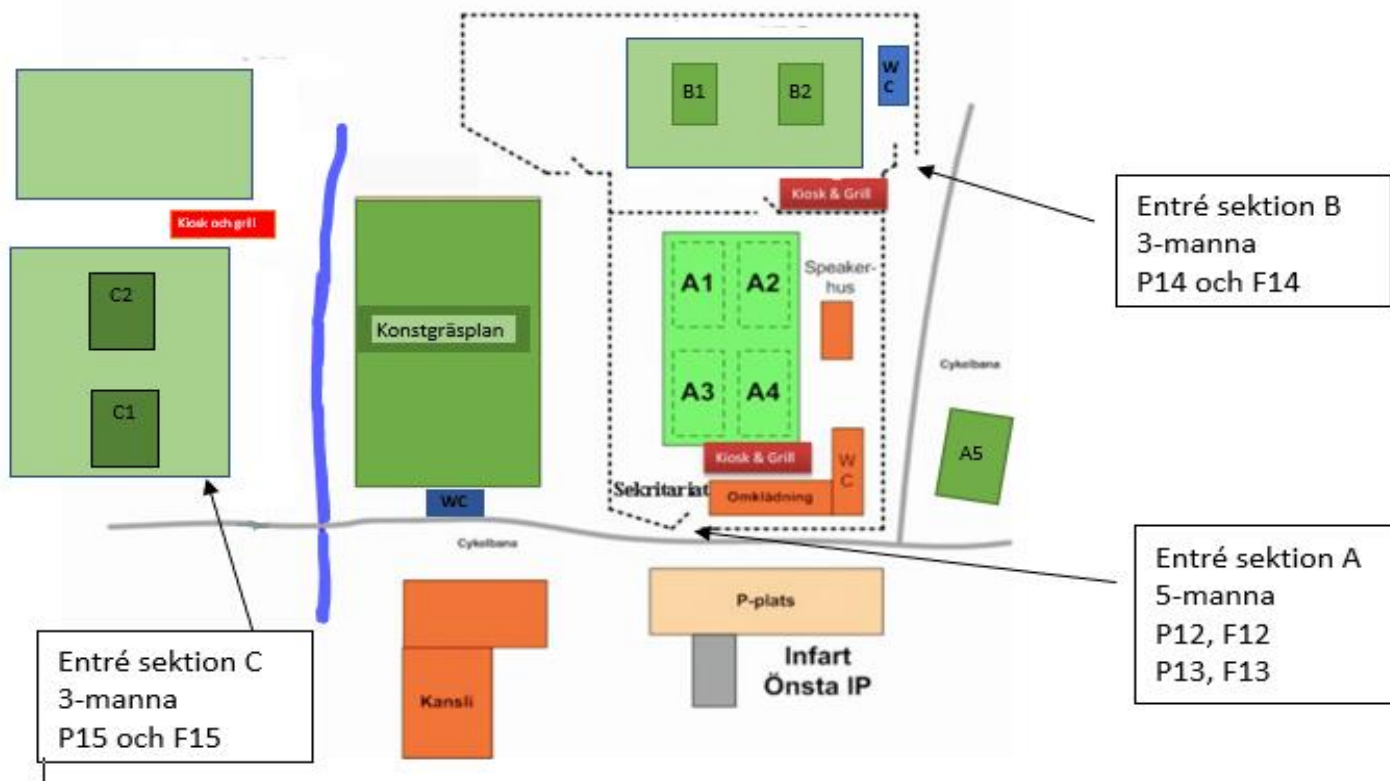 B1
B2
W
C
Kiosk & Grill
Entré sektion B
3-manna
P14 och F14
Kiosk och grill
C2
C1
Konstgräsplan
A1
A2
A3
A4
Speaker-
hus
Cykelbana
A5
Kiosk & Grill
W
C
Sekritariat
Omklädning
WC
Cykelbana
Entré sektion A
5-manna
P12, F12
P13, F13
P-plats
Infart
Önsta IP
Kansli
Entré sektion C
3-manna
P15 och F15